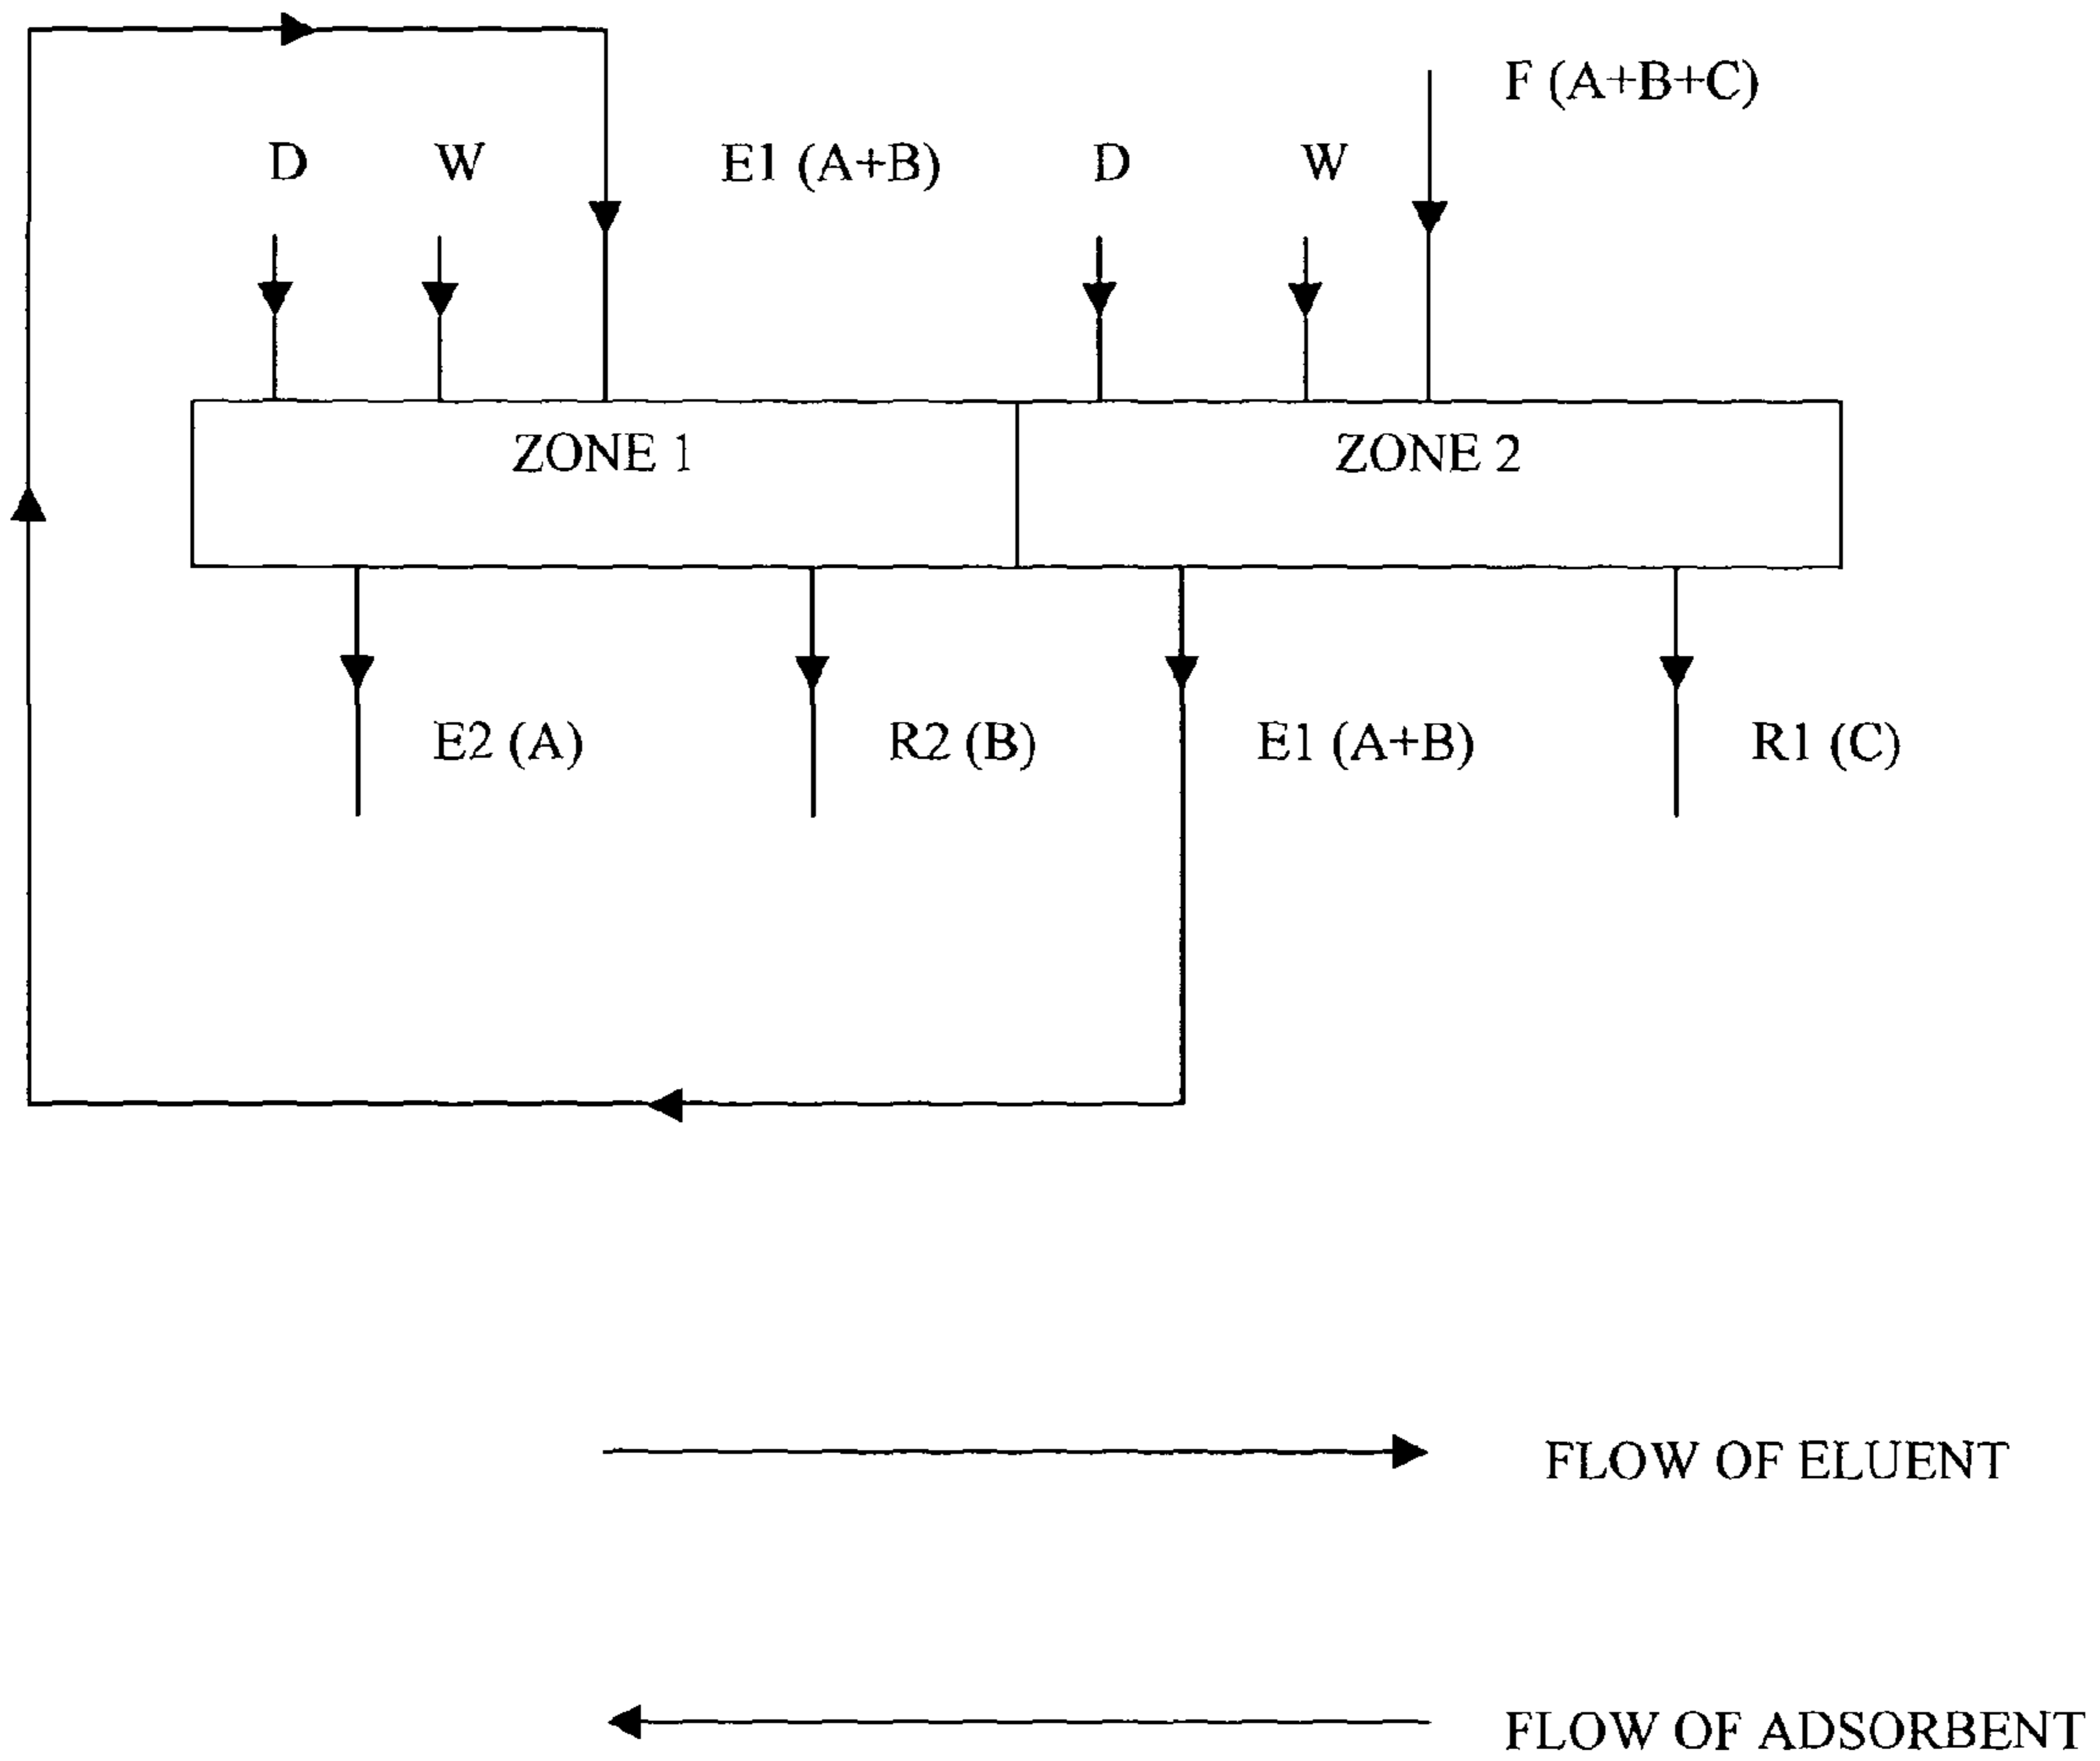 F (A+B+C)
D
W
E1 (A+B)
D
W
ZONE 1
ZONE 2
E2 (A)
R2 (B)
E1 (A+B)
R1 (C)
FLOW OF ELUENT
FLOW OF ADSORBENT